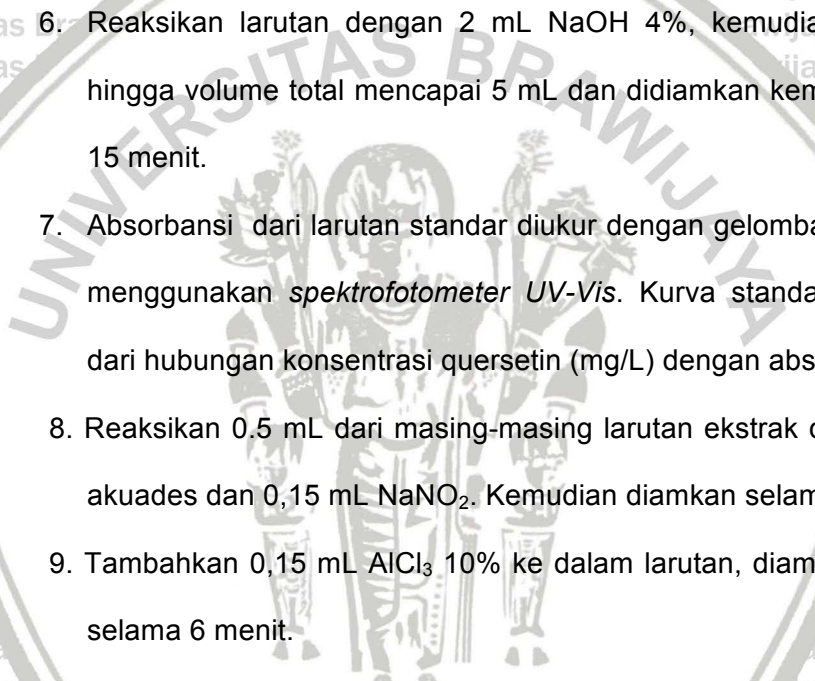 6. Reaksikan larutan dengan 2 mL NaOH 4%, kemudia
hingga volume total mencapai 5 mL dan didiamkan kem
15 menit.
7. Absorbansi dari larutan standar diukur dengan gelomba
menggunakan spektrofotometer UV-Vis. Kurva standa
dari hubungan konsentrasi quersetin (mg/L) dengan abs
8. Reaksikan 0.5 mL dari masing-masing larutan ekstrak
akuades dan 0,15 mL NaNO₂. Kemudian diamkan selam
9. Tambahkan 0,15 mL AlCl₃ 10% ke dalam larutan, diam
selama 6 menit.
UNIVERSITAS BRAWIJAYA